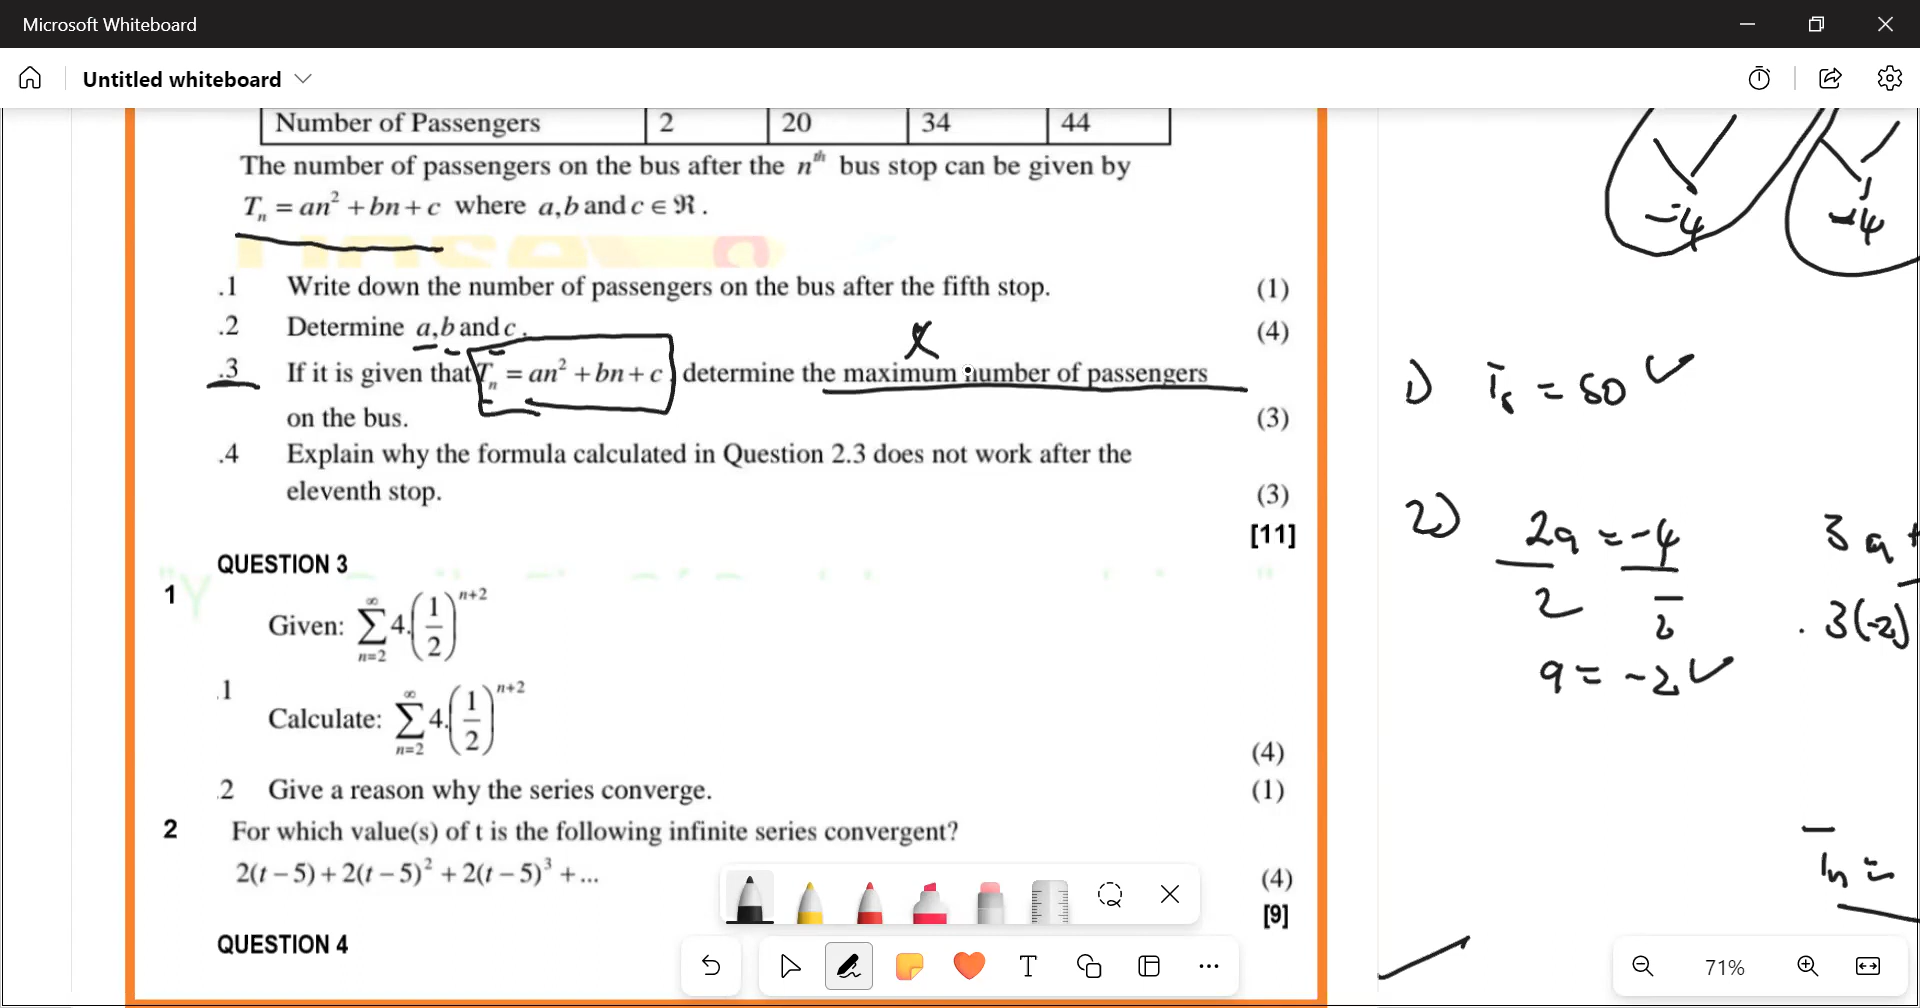 Microsoft Whiteboard
Untitled whiteboard
Number of Passengers 2 20 34 44
The number of passengers on the bus after the nth bus stop can be given by
Tn = an² + bn + c where a, b and c ∈ ℜ.
.1 Write down the number of passengers on the bus after the fifth stop. (1)
.2 Determine a, b and c. (4)
.3 If it is given that Tn = an² + bn + c, determine the maximum number of passengers
on the bus. (3)
.4 Explain why the formula calculated in Question 2.3 does not work after the
eleventh stop. (3)
[11]
QUESTION 3
1
Given: ∑n=2^∞ 4.(1/2)^(n+2)
.1
Calculate: ∑n=2^∞ 4.(1/2)^(n+2)
(4)
.2 Give a reason why the series converge. (1)
2 For which value(s) of t is the following infinite series convergent?
2(t – 5) + 2(t – 5)² + 2(t – 5)³ + ... (4)
[9]
QUESTION 4
x
-4 -4
1) T = 50
2) 2a = -4
2 2
a = -2
3a +
3(-2)
Tn =
71%